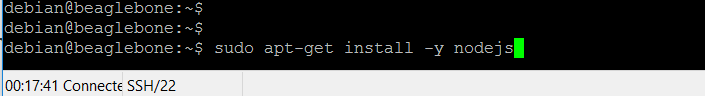 debian@beaglebone:~$
debian@beaglebone:~$
debian@beaglebone:~$ sudo apt-get install -y nodejs
00:17:41 Connecte SSH/22